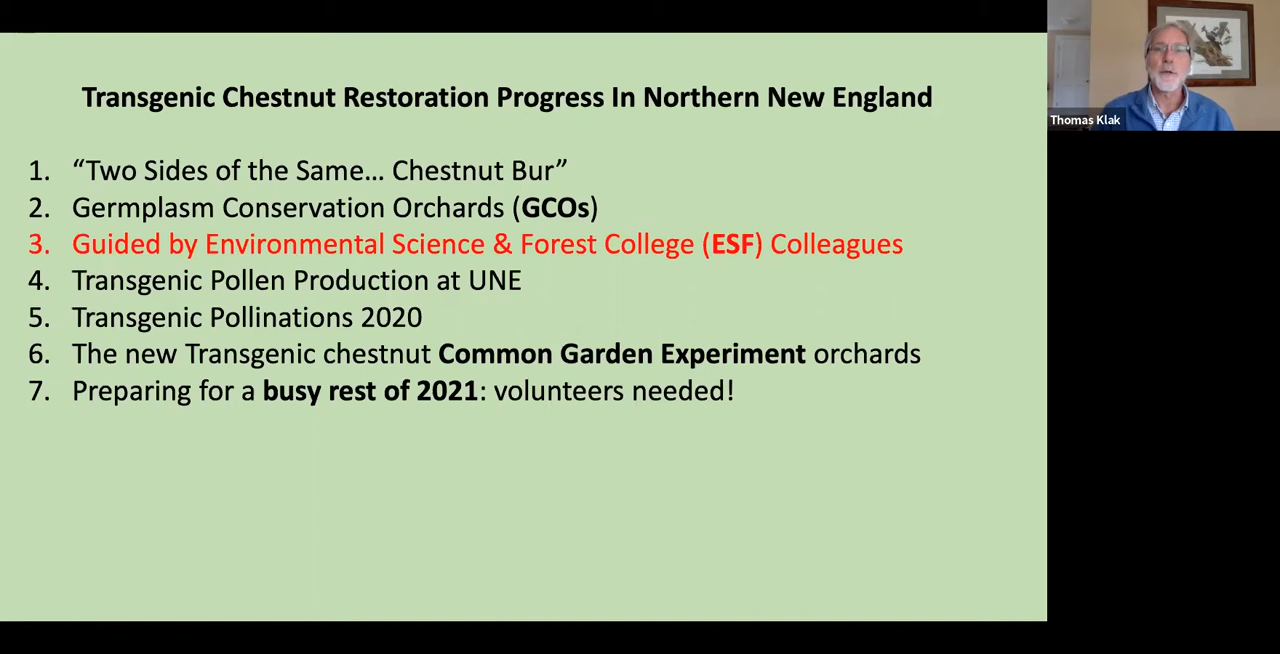 Transgenic Chestnut Restoration Progress In Northern New England
1. “Two Sides of the Same… Chestnut Bur”
2. Germplasm Conservation Orchards (GCOs)
3. Guided by Environmental Science & Forest College (ESF) Colleagues
4. Transgenic Pollen Production at UNE
5. Transgenic Pollinations 2020
6. The new Transgenic chestnut Common Garden Experiment orchards
7. Preparing for a busy rest of 2021: volunteers needed!
Thomas Klak